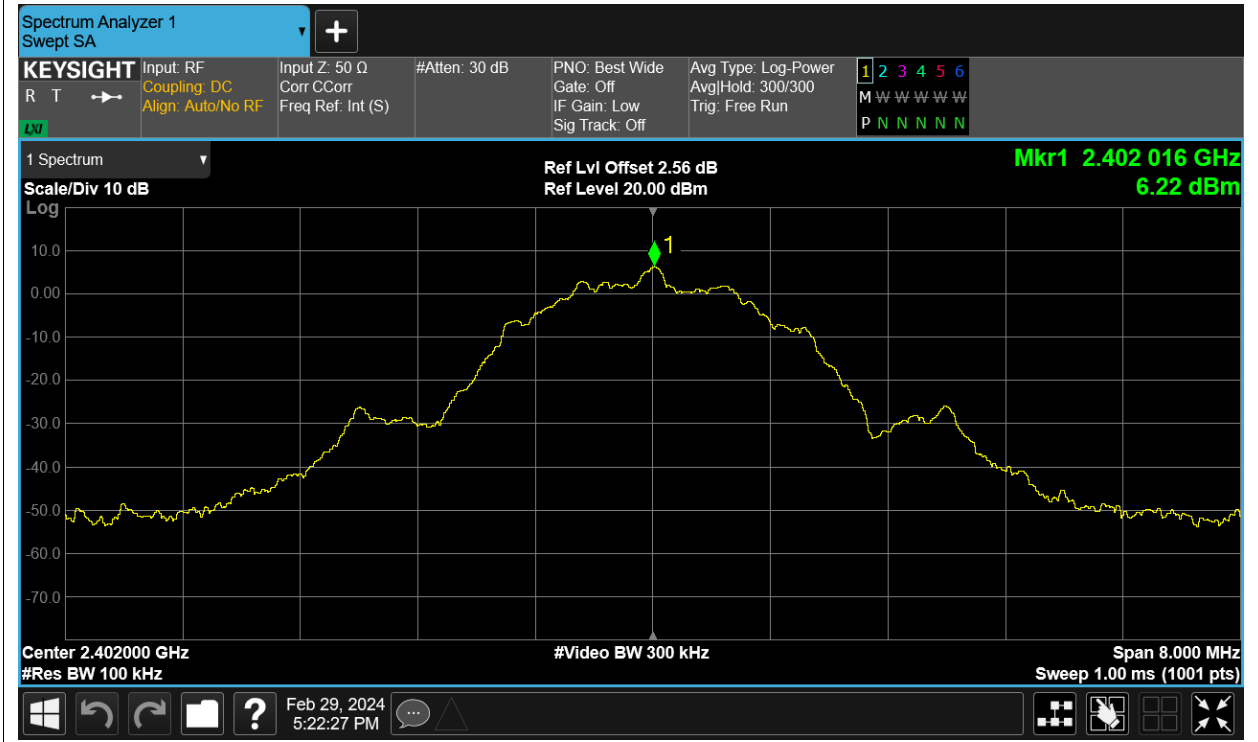 Spectrum Analyzer 1
Swept SA
KEYSIGHT
R T
LXI
Input: RF
Coupling: DC
Align: Auto/No RF
Input Z: 50 Ω
Corr CCorr
Freq Ref: Int (S)
#Atten: 30 dB
PNO: Best Wide
Gate: Off
IF Gain: Low
Sig Track: Off
Avg Type: Log-Power
Avg|Hold: 300/300
Trig: Free Run
1 2 3 4 5 6
M W W W W W
P N N N N N
1 Spectrum
Scale/Div 10 dB
Log
Ref Lvl Offset 2.56 dB
Ref Level 20.00 dBm
Mkr1 2.402 016 GHz
6.22 dBm
1
10.0
0.00
-10.0
-20.0
-30.0
-40.0
-50.0
-60.0
-70.0
Center 2.402000 GHz
#Res BW 100 kHz
#Video BW 300 kHz
Span 8.000 MHz
Sweep 1.00 ms (1001 pts)
?
Feb 29, 2024
5:22:27 PM